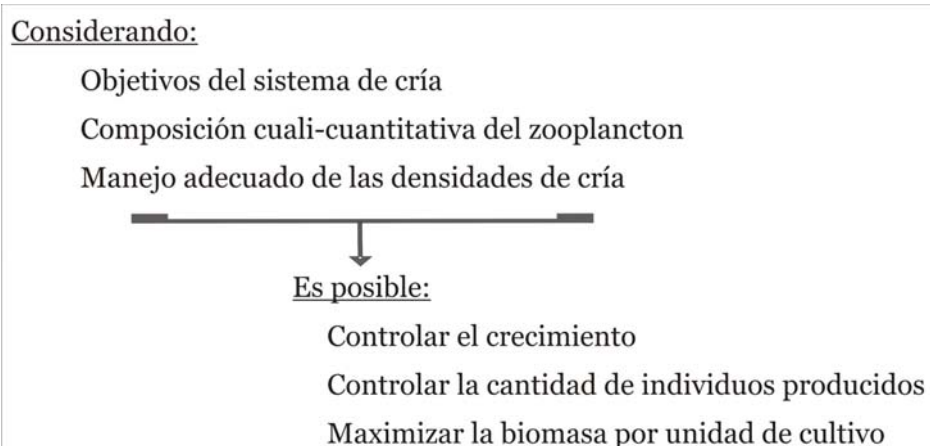 Considerando:
Objetivos del sistema de cría
Composición cuali-cuantitativa del zooplancton
Manejo adecuado de las densidades de cría
Es posible:
Controlar el crecimiento
Controlar la cantidad de individuos producidos
Maximizar la biomasa por unidad de cultivo